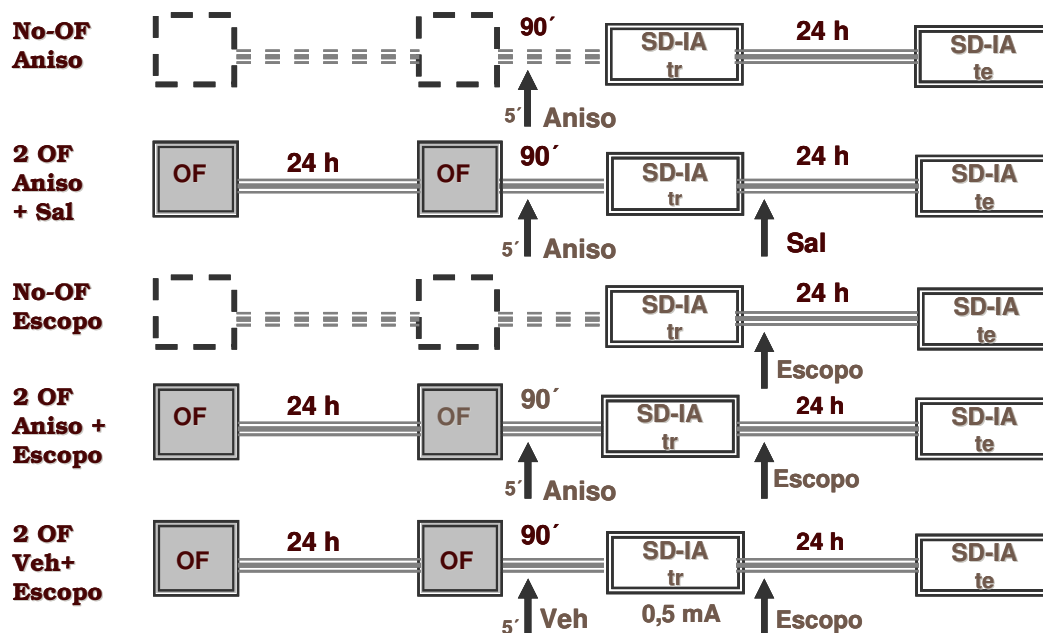 No-OF
Aniso
90´
SD-IA
tr
24 h
SD-IA
te
5´ Aniso
2 OF
Aniso
+ Sal
OF
24 h
OF
90´
SD-IA
tr
24 h
SD-IA
te
5´ Aniso
Sal
No-OF
Escopo
SD-IA
tr
24 h
SD-IA
te
Escopo
2 OF
Aniso +
Escopo
OF
24 h
OF
90´
SD-IA
tr
24 h
SD-IA
te
5´ Aniso
Escopo
2 OF
Veh+
Escopo
OF
24 h
OF
90´
SD-IA
tr
24 h
SD-IA
te
5´ Veh
0,5 mA
Escopo